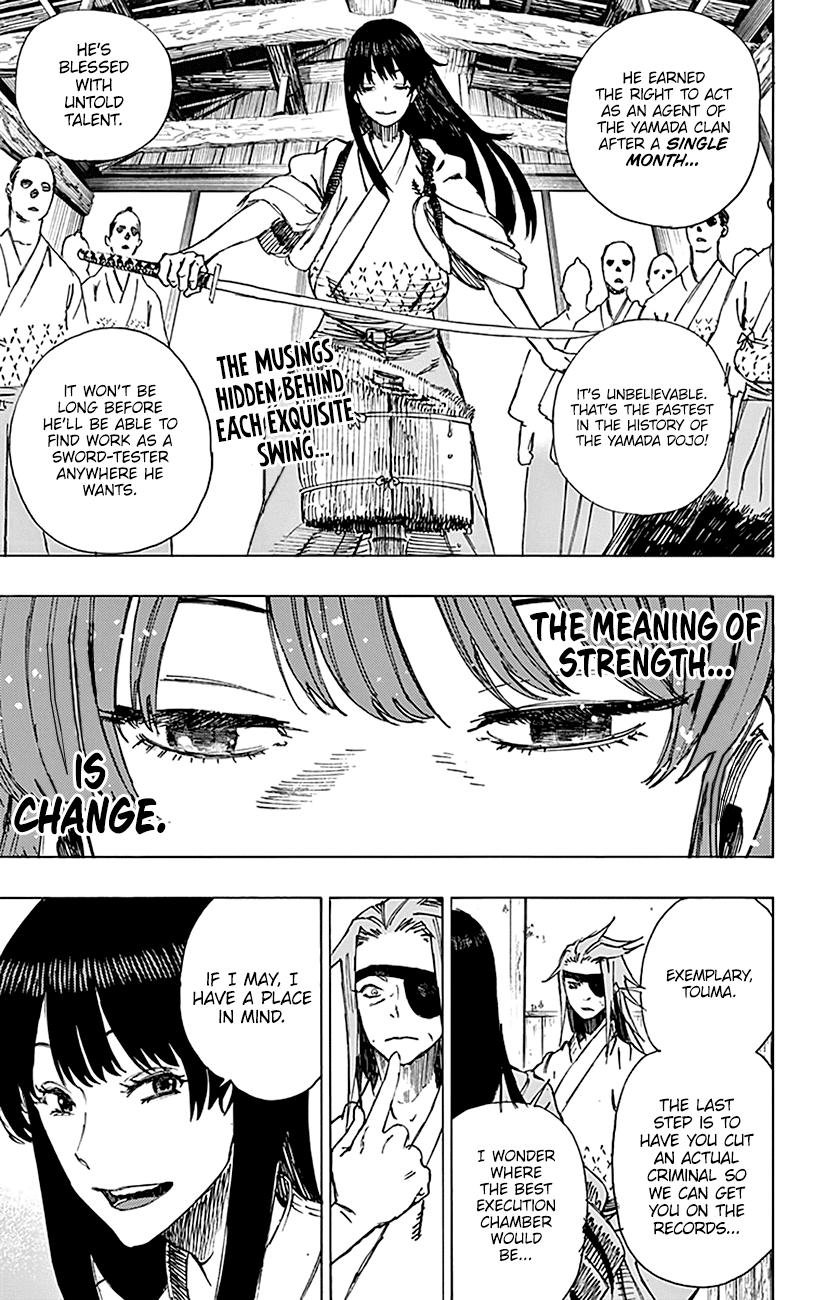 HE EARNED
THE RIGHT TO ACT
AS AN AGENT OF
THE YAMADA CLAN
AFTER A SINGLE
MONTH...
HE'S
BLESSED
WITH
UNTOLD
TALENT.
IT'S UNBELIEVABLE.
THAT'S THE FASTEST
IN THE HISTORY OF
THE YAMADA DOJO!
THE MUSINGS
HIDDEN BEHIND
EACH EXQUISITE
SWING...
IT WON'T BE
LONG BEFORE
HE'LL BE ABLE TO
FIND WORK AS A
SWORD-TESTER
ANYWHERE HE
WANTS.
THE MEANING OF
STRENGTH...
IS
CHANGE.
EXEMPLARY,
TOUMA.
THE LAST
STEP IS TO
HAVE YOU CUT
AN ACTUAL
CRIMINAL SO
WE CAN GET
YOU ON THE
RECORDS...
I WONDER
WHERE
THE BEST
EXECUTION
CHAMBER
WOULD
BE...
IF I MAY, I
HAVE A PLACE
IN MIND.